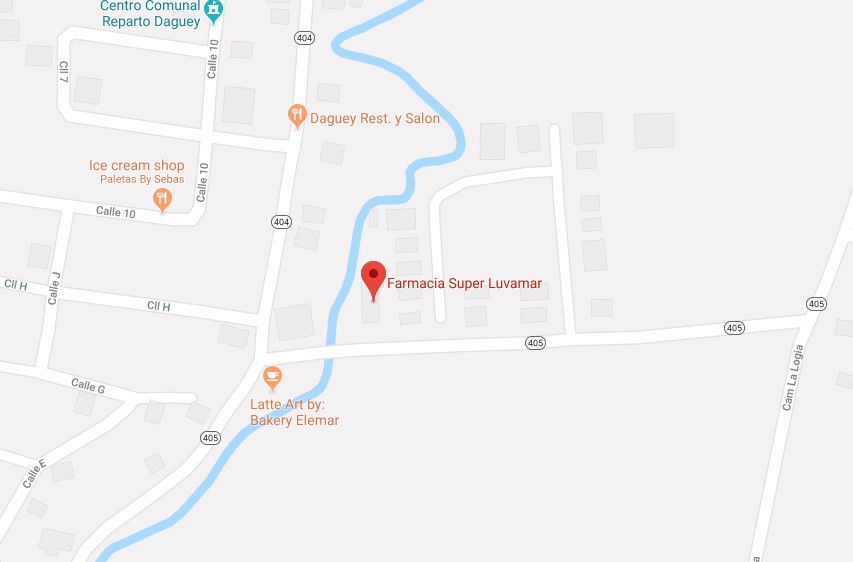 Centro Comunal
Reparto Daguey
404
Calle 10
Cll 7
Daguey Rest. y Salon
Ice cream shop
Paletas By Sebas
Calle 10
Calle 10
404
Farmacia Super Luvamar
Calle J
Cll H
Cll H
405
405
405
Cam La Logia
Calle G
Latte Art by:
Bakery Elemar
405
Calle E
a